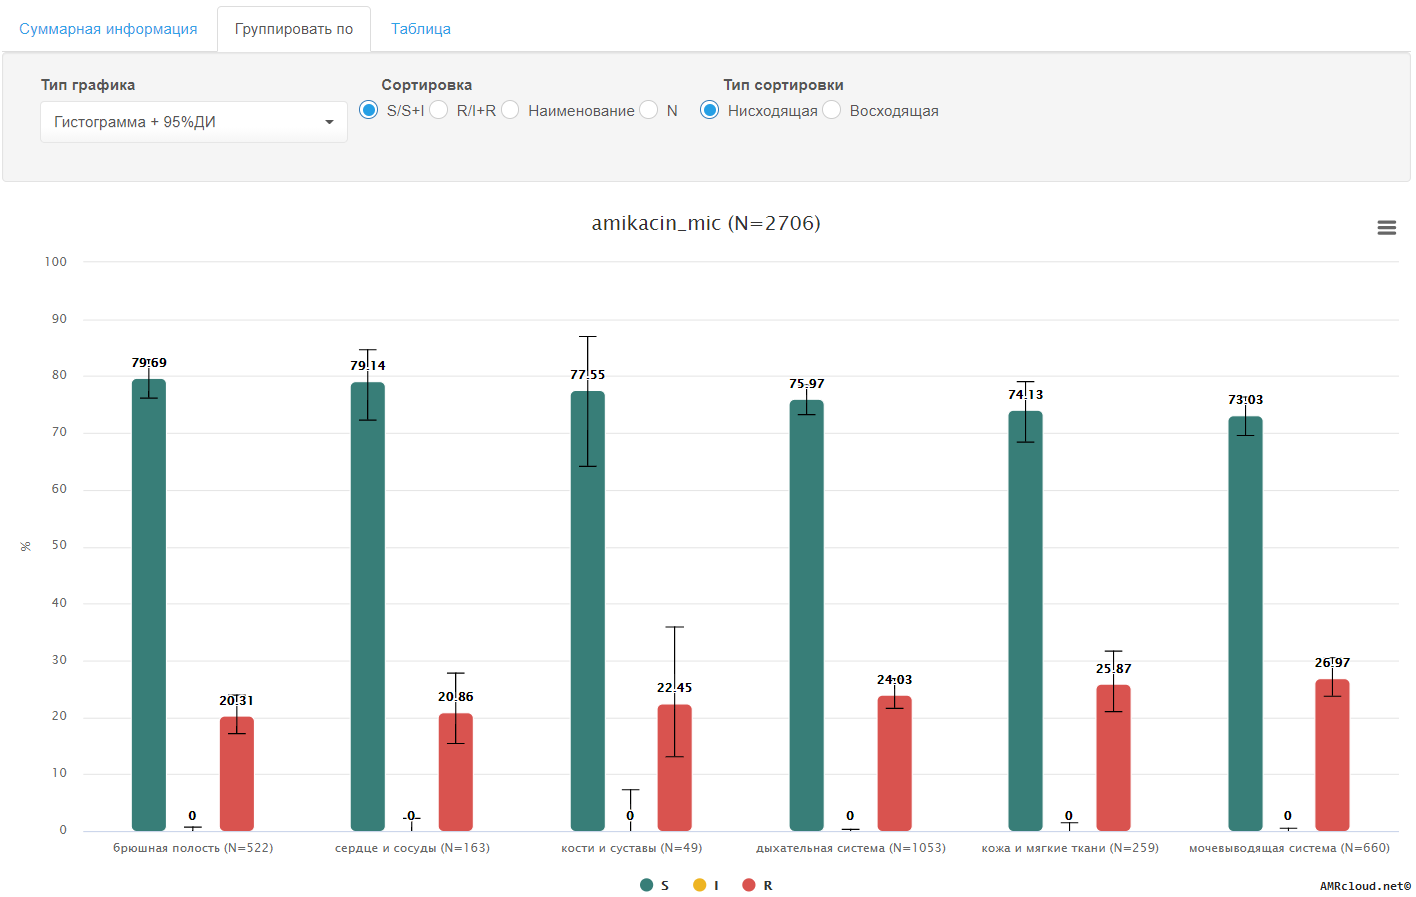 Суммарная информация Группировать по Таблица
Тип графика Сортировка Тип сортировки
Гистограмма + 95%ДИ S/S+I R/I+R Наименование N Нисходящая Восходящая
amikacin_mic (N=2706)
100
90
80
70
60
50
40
30
20
10
0
%
79.69 0 20.31
79.14 0 20.86
77.55 0 22.45
75.97 0 24.03
74.13 0 25.87
73.03 0 26.97
брюшная полость (N=522) сердце и сосуды (N=163) кости и суставы (N=49) дыхательная система (N=1053) кожа и мягкие ткани (N=259) мочевыводящая система (N=660)
S I R
AMRcloud.net©